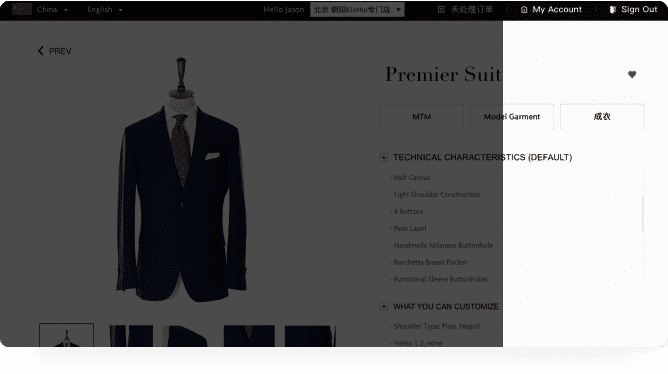 China English Hello Jason 北京 朝阳Klotho专门店 未处理订单 My Account Sign Out
PREV
Premier Suit
MTM Model Garment 成衣
TECHNICAL CHARACTERISTICS (DEFAULT)
- Half Canvas
- Light Shoulder Construction
- 6 Buttons
- Peak Lapel
- Handmade Milanese Buttonhole
- Barchetta Breast Pocket
- Functional Sleeve Buttonholes
WHAT YOU CAN CUSTOMIZE
- Shoulder Type: Plain, Napoli
- Vents: 1, 2, none